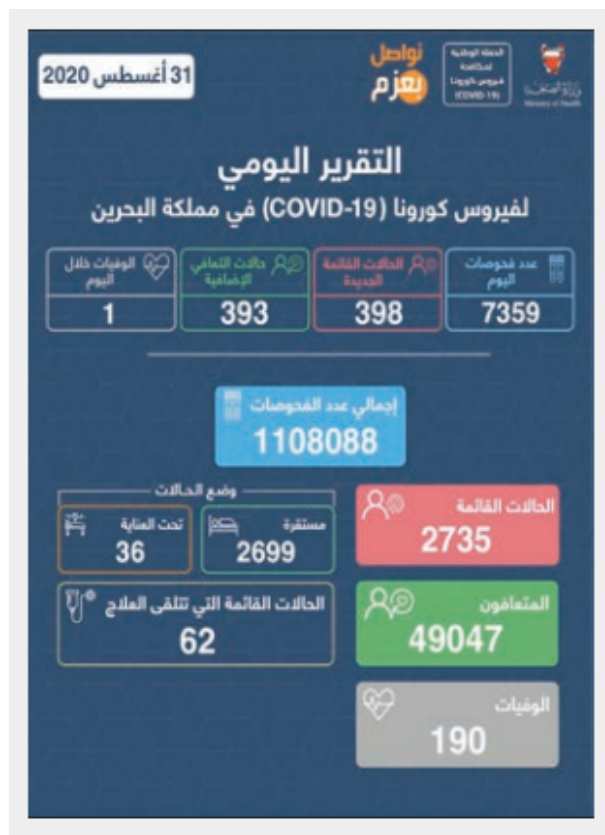 وزارة الصحة
Ministry of Health
الحملة الوطنية
لمكافحة
فيروس كورونا
(COVID-19)
نواصل
بعزم
31 أغسطس 2020
التقرير اليومي
لفيروس كورونا (COVID-19) في مملكة البحرين
عدد فحوصات
اليوم
7359
الحالات القائمة
الجديدة
398
حالات التعافي
الإضافية
393
الوفيات خلال
اليوم
1
إجمالي عدد الفحوصات
1108088
الحالات القائمة
2735
وضع الحالات
مستقرة
2699
تحت العناية
36
المتعافون
49047
الحالات القائمة التي تتلقى العلاج
62
الوفيات
190